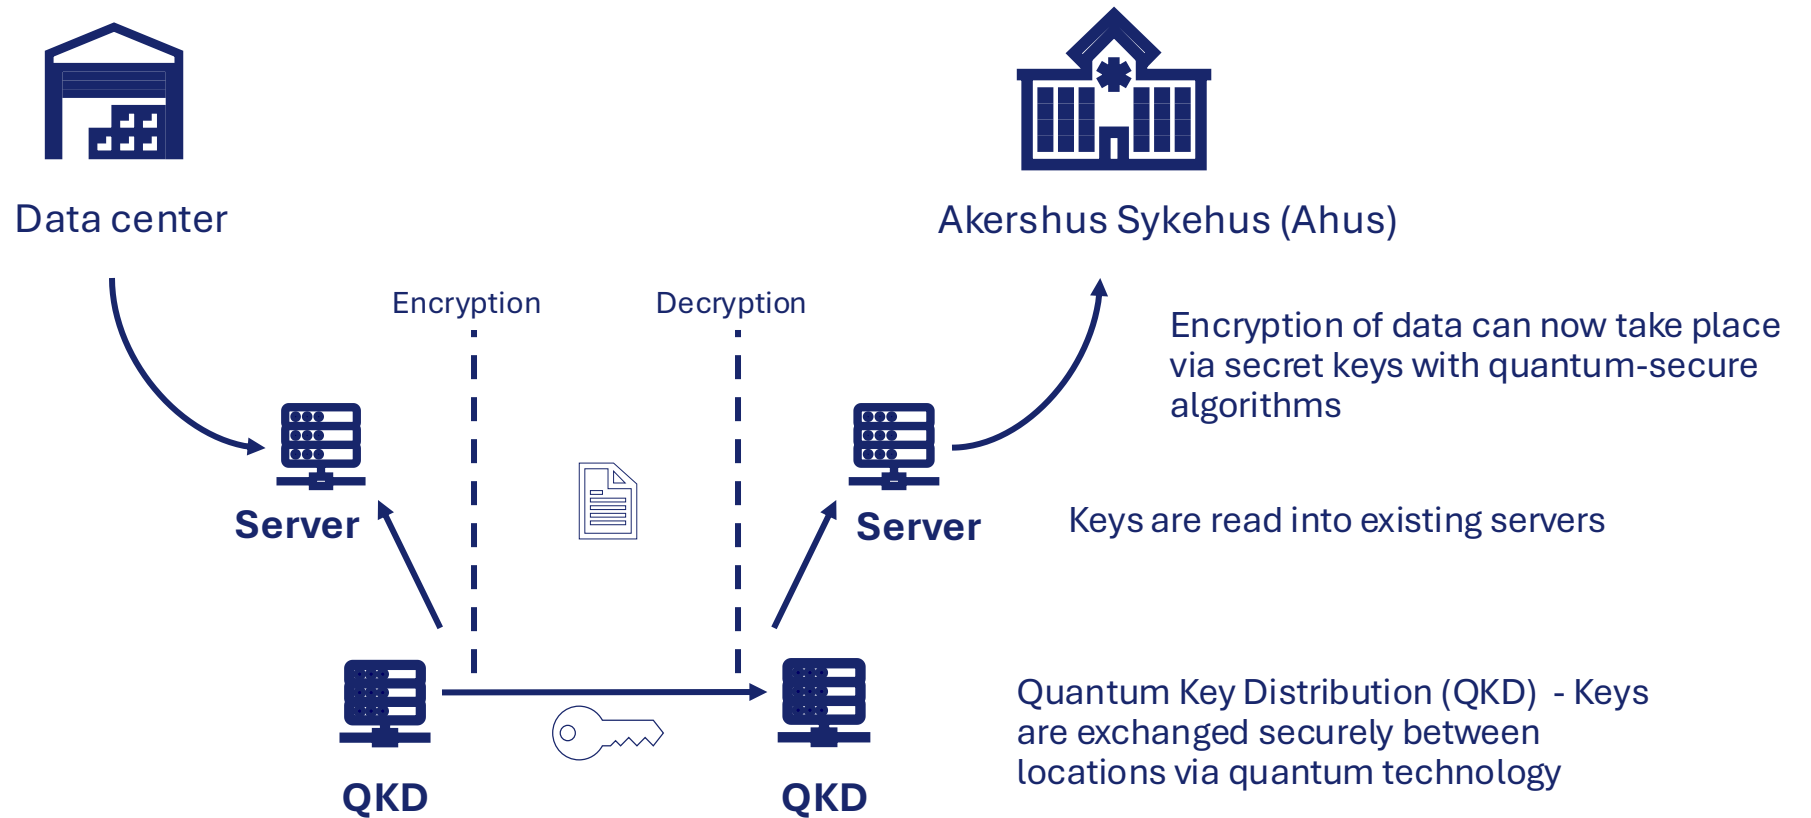 Data center
Akershus Sykehus (Ahus)
Encryption
Decryption
Encryption of data can now take place
via secret keys with quantum-secure
algorithms
Server
Server
Keys are read into existing servers
Quantum Key Distribution (QKD) - Keys
are exchanged securely between
locations via quantum technology
QKD
QKD